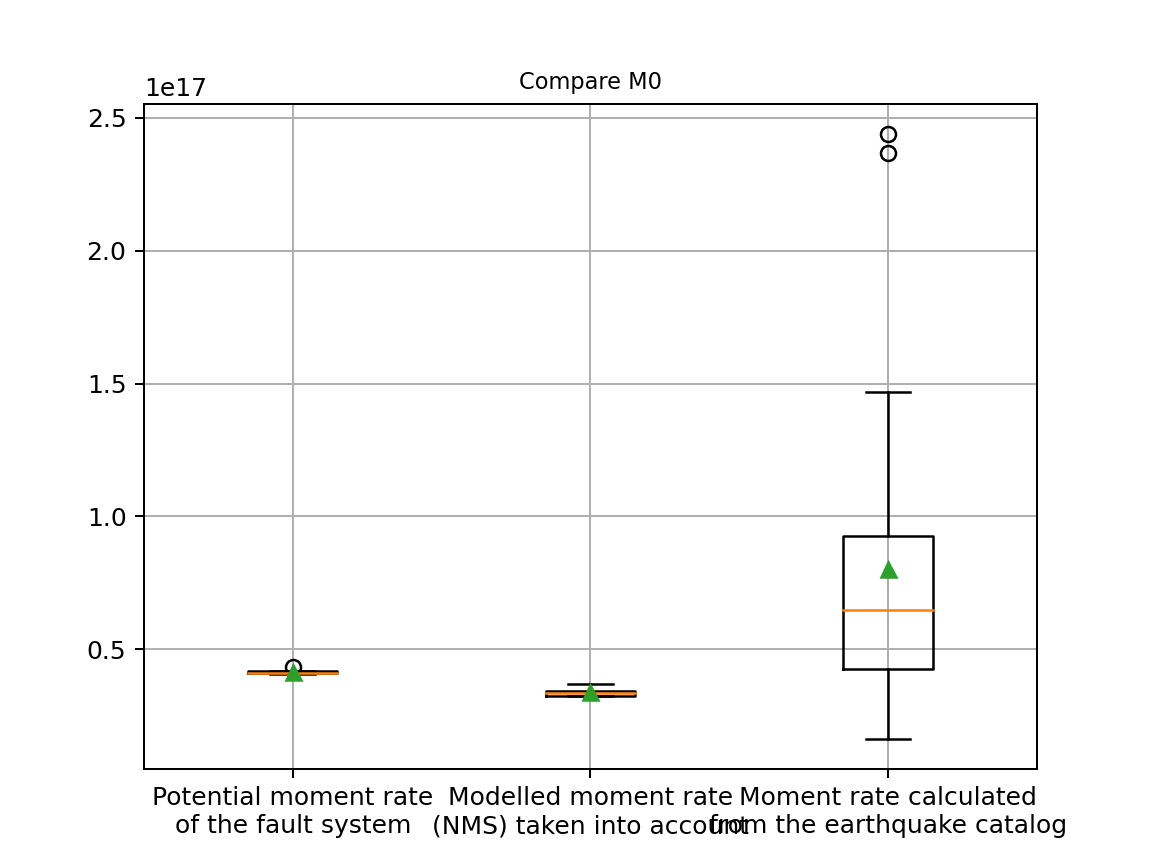 Compare M0
1e17
2.5
2.0
1.5
1.0
0.5
Potential moment rate
of the fault system
Modelled moment rate
(NMS) taken into account
Moment rate calculated
from the earthquake catalog